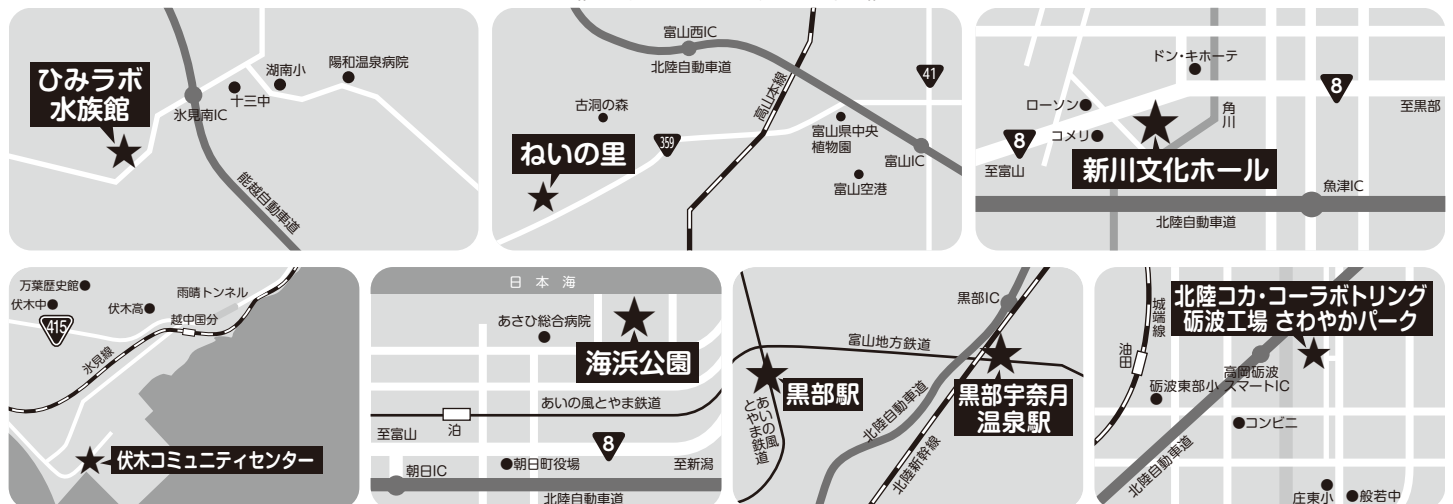 ひみラボ
水族館
氷見南IC
十三中
湖南小
陽和温泉病院
能越自動車道
富山西IC
北陸自動車道
高山本線
41
古洞の森
359
ねいの里
富山県中央
植物園
富山IC
富山空港
ドン・キホーテ
8
ローソン
角川
至黒部
コメリ
8
至富山
新川文化ホール
魚津IC
北陸自動車道
万葉歴史館
伏木中
伏木高
雨晴トンネル
越中国分
415
氷見線
伏木コミュニティセンター
日本海
あさひ総合病院
海浜公園
あいの風とやま鉄道
至富山
泊
8
朝日IC
朝日町役場
至新潟
北陸自動車道
黒部IC
富山地方鉄道
黒部駅
あいの風
とやま鉄道
北陸自動車道
黒部宇奈月
温泉駅
北陸新幹線
城端線
北陸コカ・コーラボトリング
砺波工場 さわやかパーク
油田
高岡砺波
スマートIC
砺波東部小
コンビニ
北陸自動車道
庄東小
般若中